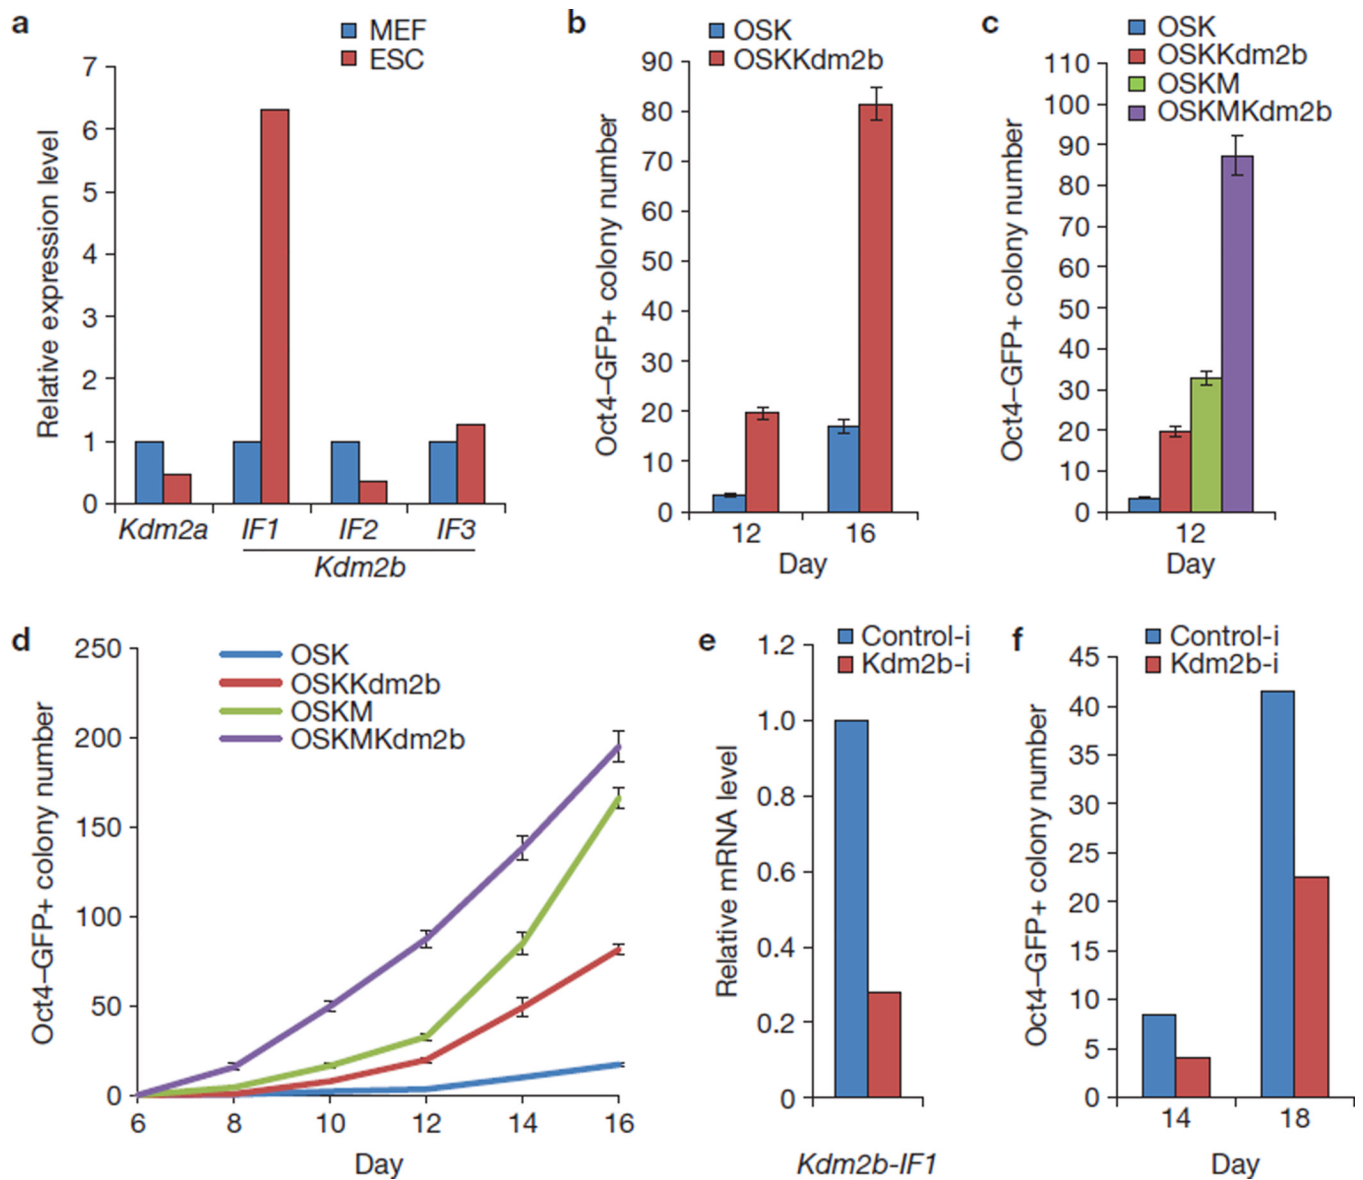 a
MEF
ESC
Relative expression level
7
6
5
4
3
2
1
0
Kdm2a IF1 IF2 IF3
Kdm2b
b
OSK
OSKKdm2b
Oct4–GFP+ colony number
90
80
70
60
50
40
30
20
10
0
12 16
Day
c
OSK
OSKKdm2b
OSKM
OSKMKdm2b
Oct4–GFP+ colony number
110
100
90
80
70
60
50
40
30
20
10
0
12
Day
d
OSK
OSKKdm2b
OSKM
OSKMKdm2b
Oct4–GFP+ colony number
250
200
150
100
50
0
6 8 10 12 14 16
Day
e
Control-i
Kdm2b-i
Relative mRNA level
1.2
1.0
0.8
0.6
0.4
0.2
0
Kdm2b-IF1
f
Control-i
Kdm2b-i
Oct4–GFP+ colony number
45
40
35
30
25
20
15
10
5
0
14 18
Day